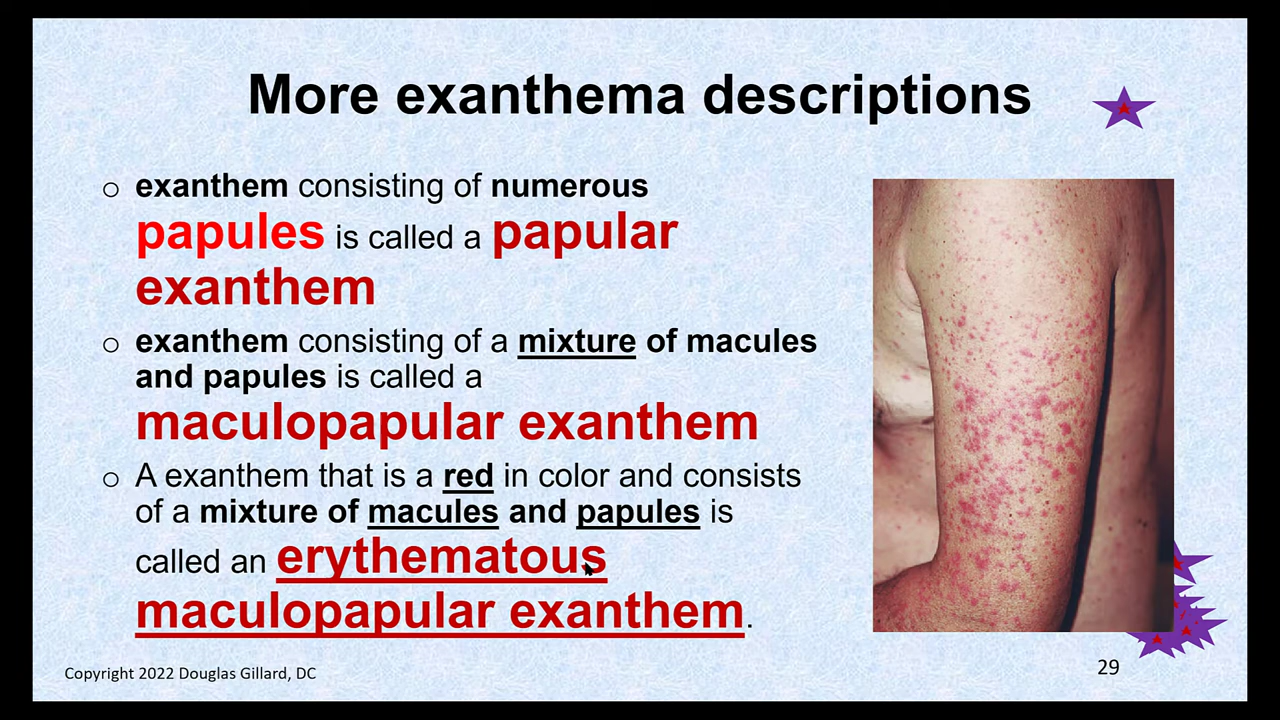 More exanthema descriptions
o exanthem consisting of numerous
papules is called a papular
exanthem
o exanthem consisting of a mixture of macules
and papules is called a
maculopapular exanthem
o A exanthem that is a red in color and consists
of a mixture of macules and papules is
called an erythematous
maculopapular exanthem.
Copyright 2022 Douglas Gillard, DC
29